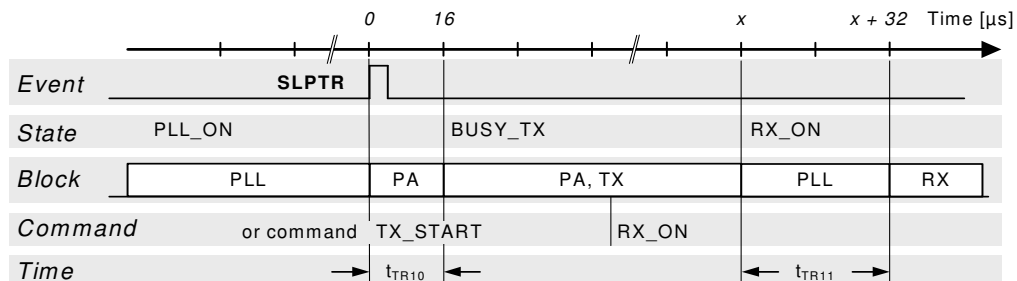 0 16 x x + 32 Time [µs]
Event SLPTR
State PLL_ON BUSY_TX RX_ON
Block PLL PA PA, TX PLL RX
Command or command TX_START RX_ON
Time tTR10 tTR11